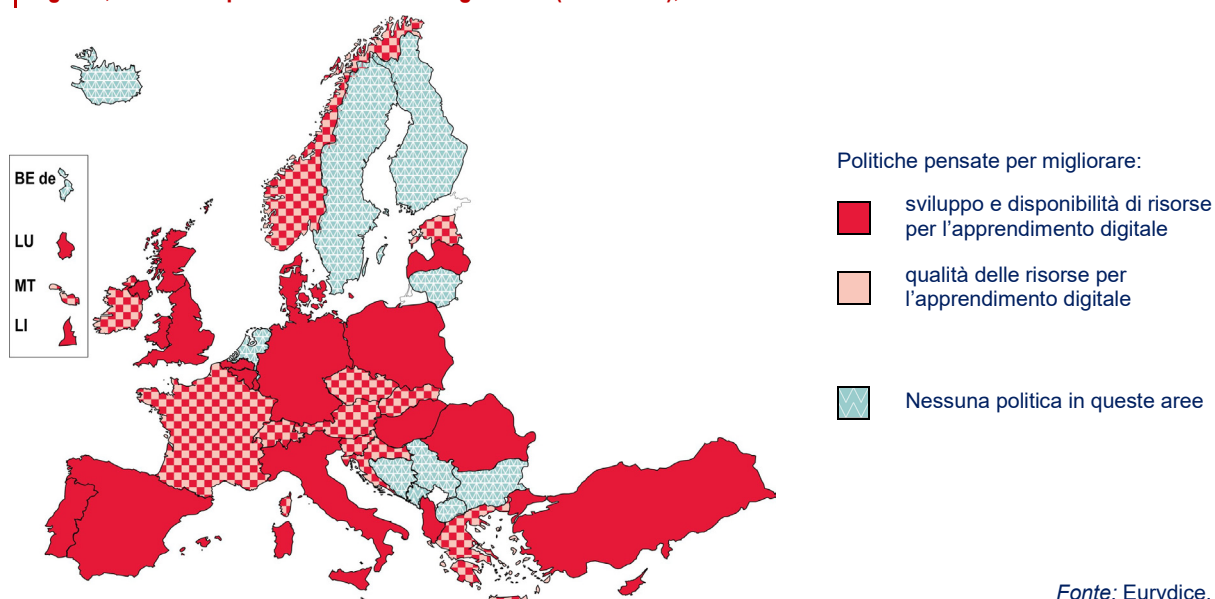 BE de
LU
MT
LI
Politiche pensate per migliorare:
sviluppo e disponibilità di risorse
per l'apprendimento digitale
qualità delle risorse per
l'apprendimento digitale
Nessuna politica in queste aree
Fonte: Eurydice.